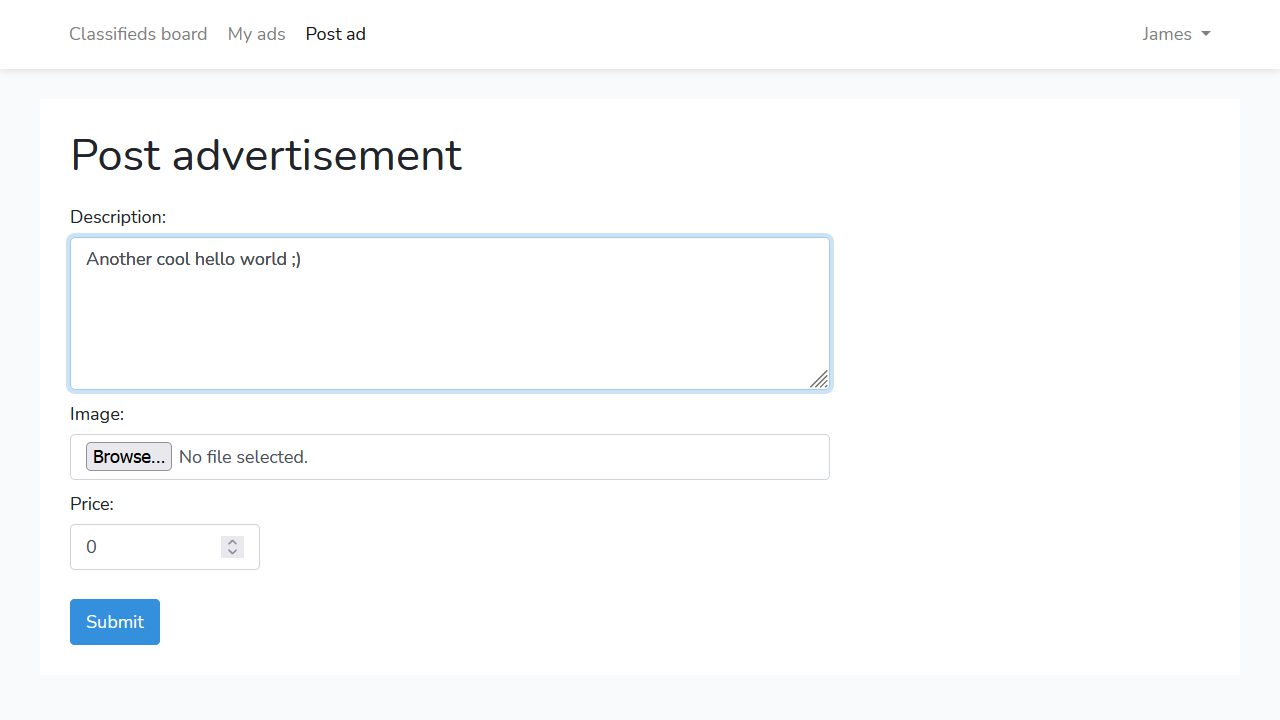 Classifieds board My ads Post ad James
Post advertisement
Description:
Another cool hello world ;)
Image:
Browse... No file selected.
Price:
0
Submit